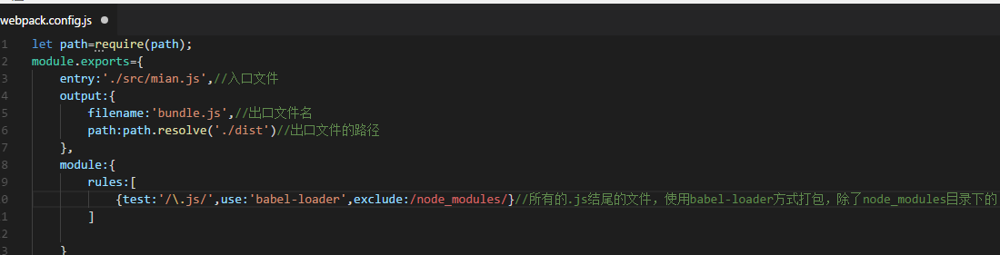 webpack.config.js
1 let path=require(path);
2 module.exports={
3 entry:'./src/mian.js',//入口文件
4 output:{
5 filename:'bundle.js',//出口文件名
6 path:path.resolve('./dist')//出口文件的路径
7 },
8 module:{
9 rules:[
0 {test:'/\.js/',use:'babel-loader',exclude:/node_modules/}//所有的.js结尾的文件，使用babel-loader方式打包，除了node_modules目录下的
1 ]
2
3 }